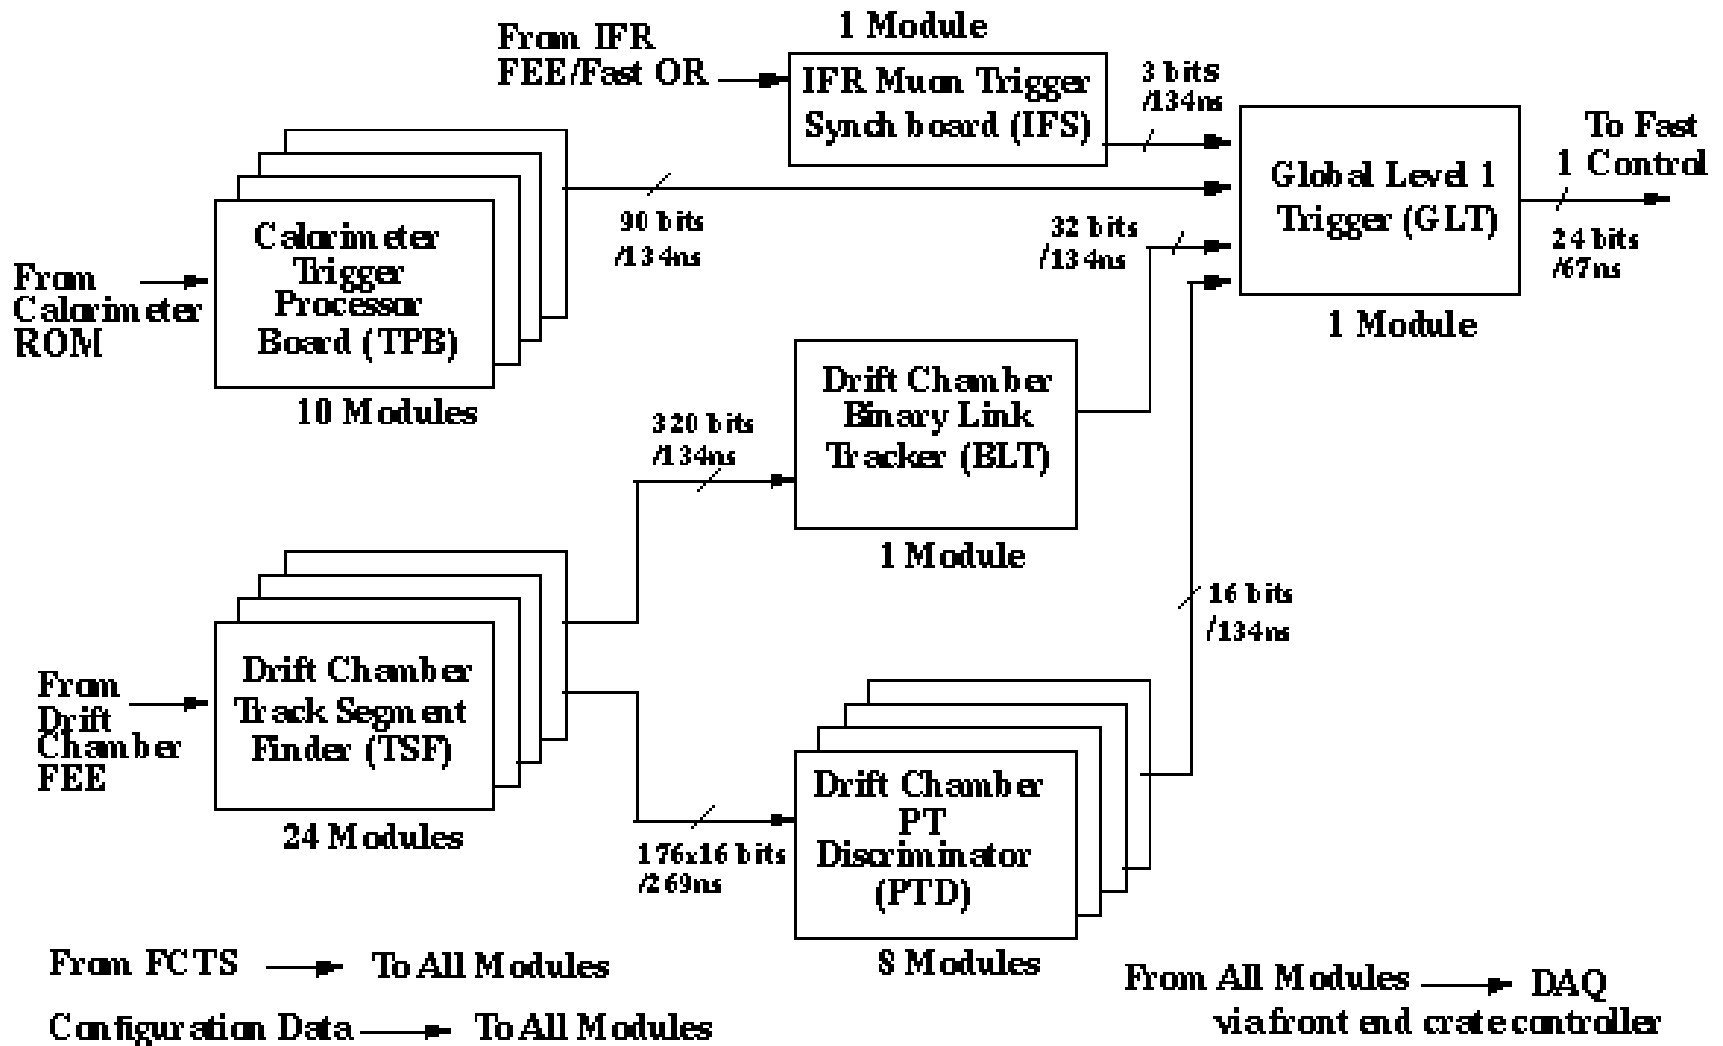 1 Module
From IFR
FEE/Fast OR
IFR Muon Trigger
Synch board (IFS)
3 bits
/134ns
To Fast
1 Control
Global Level 1
Trigger (GLT)
24 bits
/67ns
1 Module
90 bits
/134ns
32 bits
/134ns
Calorimeter
Trigger
Processor
Board (TPB)
From
Calorimeter
ROM
10 Modules
320 bits
/134ns
Drift Chamber
Binary Link
Tracker (BLT)
1 Module
16 bits
/134ns
From
Drift
Chamber
FEE
Drift Chamber
Track Segment
Finder (TSF)
24 Modules
176x16 bits
/269ns
Drift Chamber
PT
Discriminator
(PTD)
8 Modules
From FCTS To All Modules
Configuration Data To All Modules
From All Modules DAQ
via front end crate controller